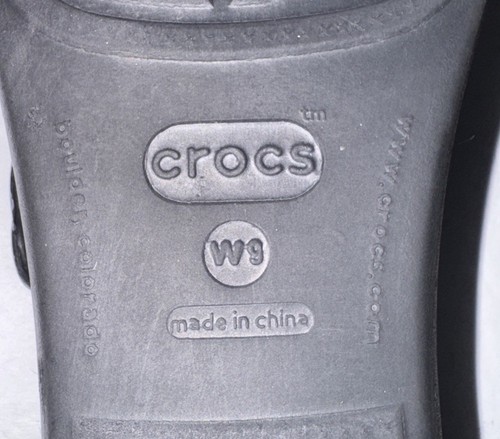 tm
crocs
W9
made in china
boulder, colorado
www.crocs.com